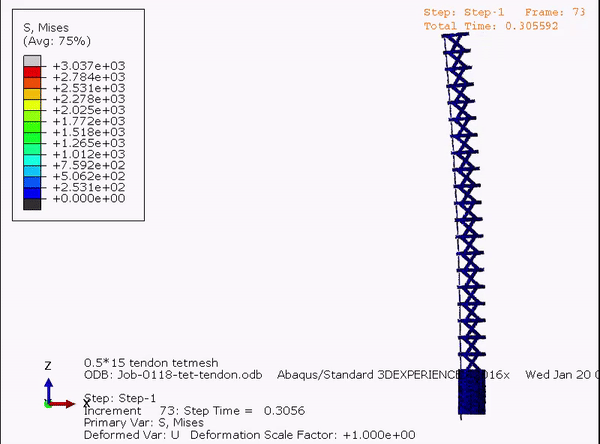 Step: Step-1 Frame: 73
Total Time: 0.305592
S, Mises
(Avg: 75%)
+3.037e+03
+2.784e+03
+2.531e+03
+2.278e+03
+2.025e+03
+1.772e+03
+1.518e+03
+1.265e+03
+1.012e+03
+7.592e+02
+5.062e+02
+2.531e+02
+0.000e+00
Z
X
0.5*15 tendon tetmesh
ODB: Job-0118-tet-tendon.odb Abaqus/Standard 3DEXPERIENCE 016x Wed Jan 20 0
Step: Step-1
Increment 73: Step Time = 0.3056
Primary Var: S, Mises
Deformed Var: U Deformation Scale Factor: +1.000e+00